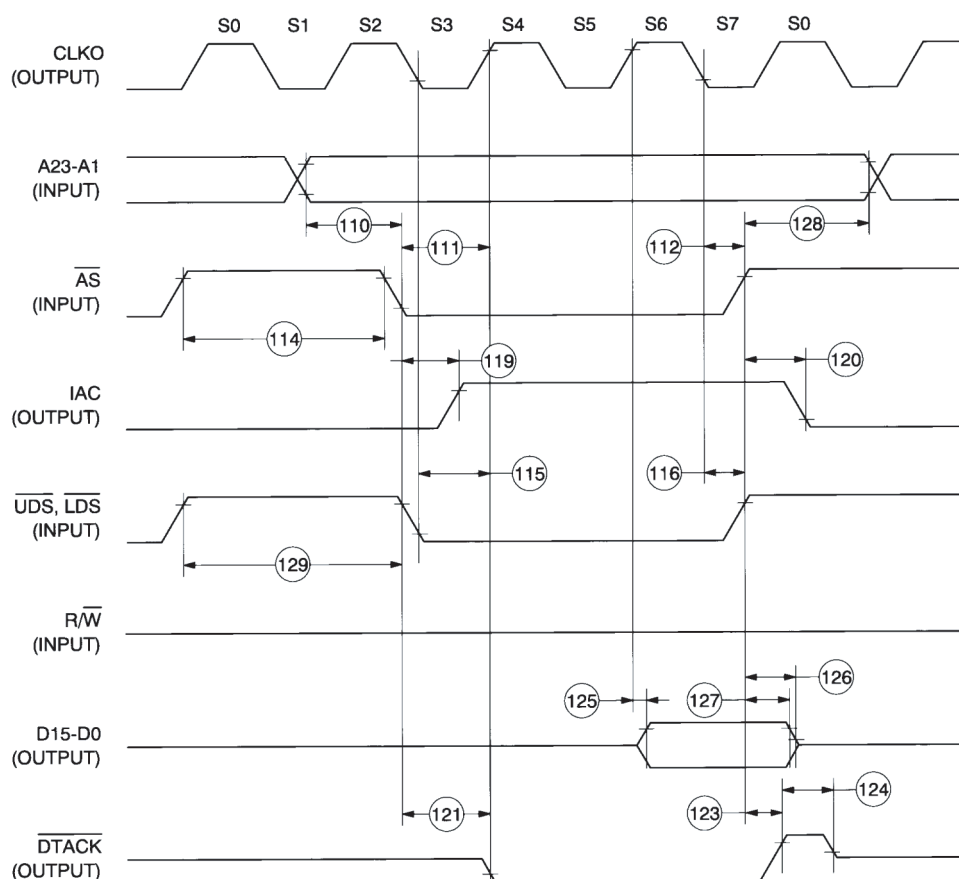 S0 S1 S2 S3 S4 S5 S6 S7 S0
CLKO
(OUTPUT)
A23-A1
(INPUT)
110
111
112
128
AS
(INPUT)
114
119
120
IAC
(OUTPUT)
115
116
UDS, LDS
(INPUT)
129
R/W
(INPUT)
126
125
127
D15-D0
(OUTPUT)
124
121
123
DTACK
(OUTPUT)